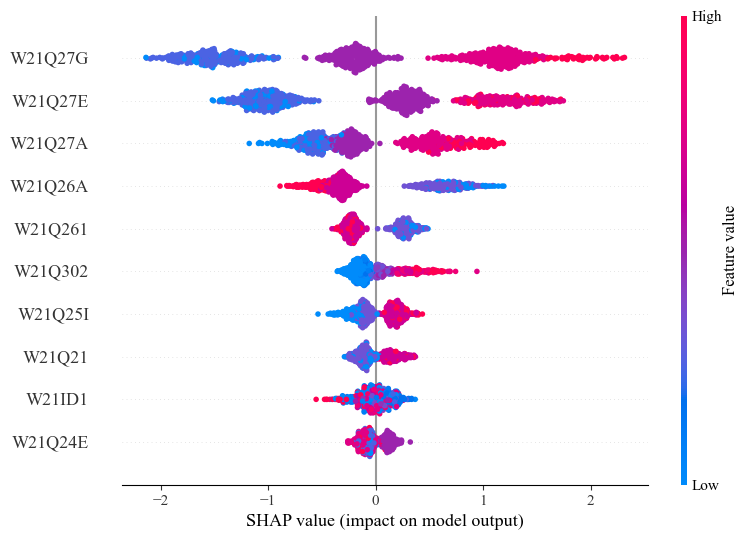 High
W21Q27G
W21Q27E
W21Q27A
W21Q26A
W21Q261
W21Q302
W21Q25I
W21Q21
W21ID1
W21Q24E
Feature value
Low
−2
−1
0
1
2
SHAP value (impact on model output)